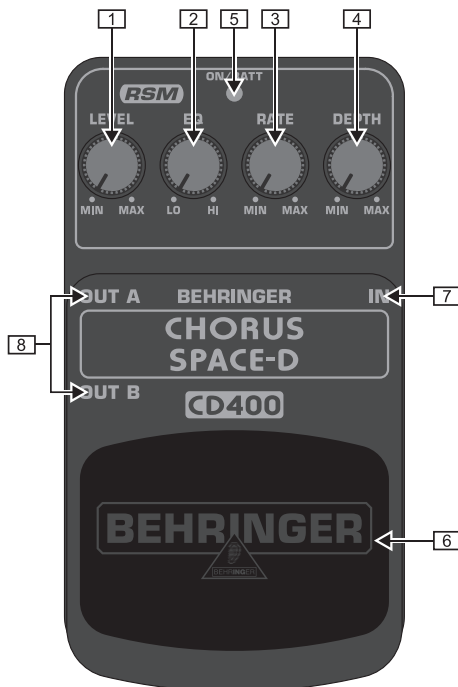 1 2 5 3 4
ON/BATT
RSM
LEVEL EQ RATE DEPTH
MIN MAX LO HI MIN MAX MIN MAX
OUT A BEHRINGER IN 7
8 CHORUS
SPACE-D
OUT B CD400
BEHRINGER 6
BEHRINGER